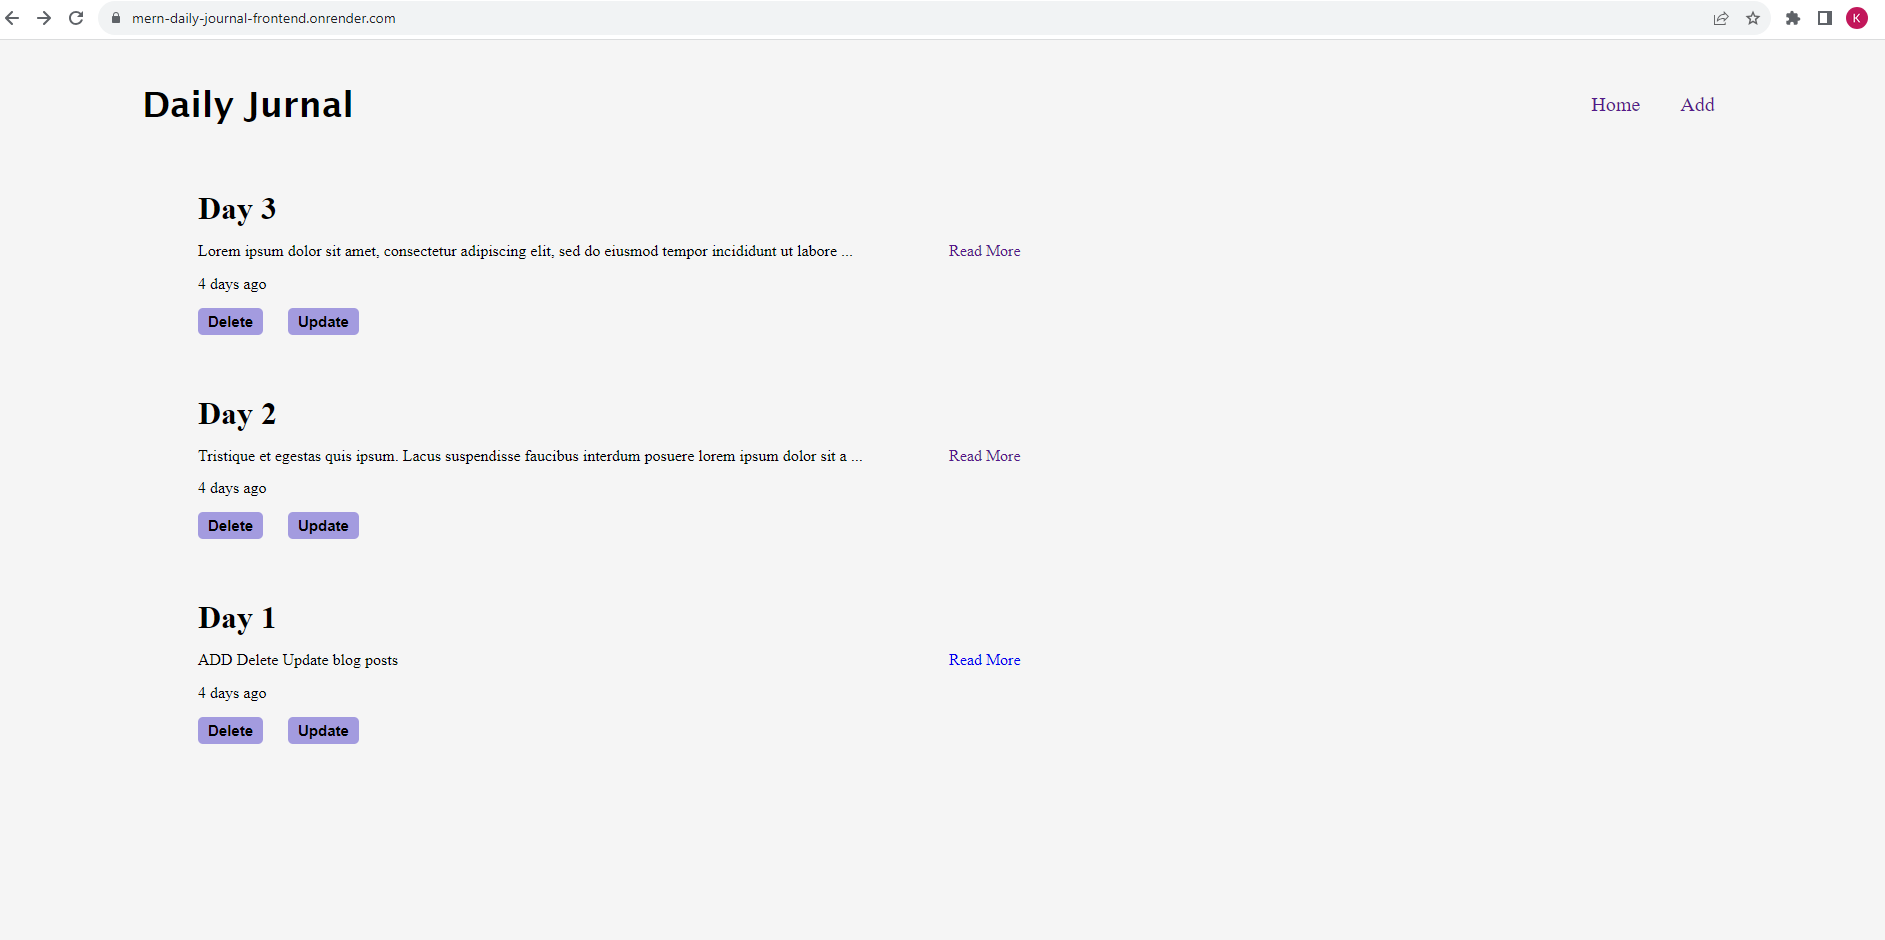 mern-daily-journal-frontend.onrender.com
K
Daily Jurnal
Home Add
Day 3
Lorem ipsum dolor sit amet, consectetur adipiscing elit, sed do eiusmod tempor incididunt ut labore ... Read More
4 days ago
Delete Update
Day 2
Tristique et egestas quis ipsum. Lacus suspendisse faucibus interdum posuere lorem ipsum dolor sit a ... Read More
4 days ago
Delete Update
Day 1
ADD Delete Update blog posts Read More
4 days ago
Delete Update